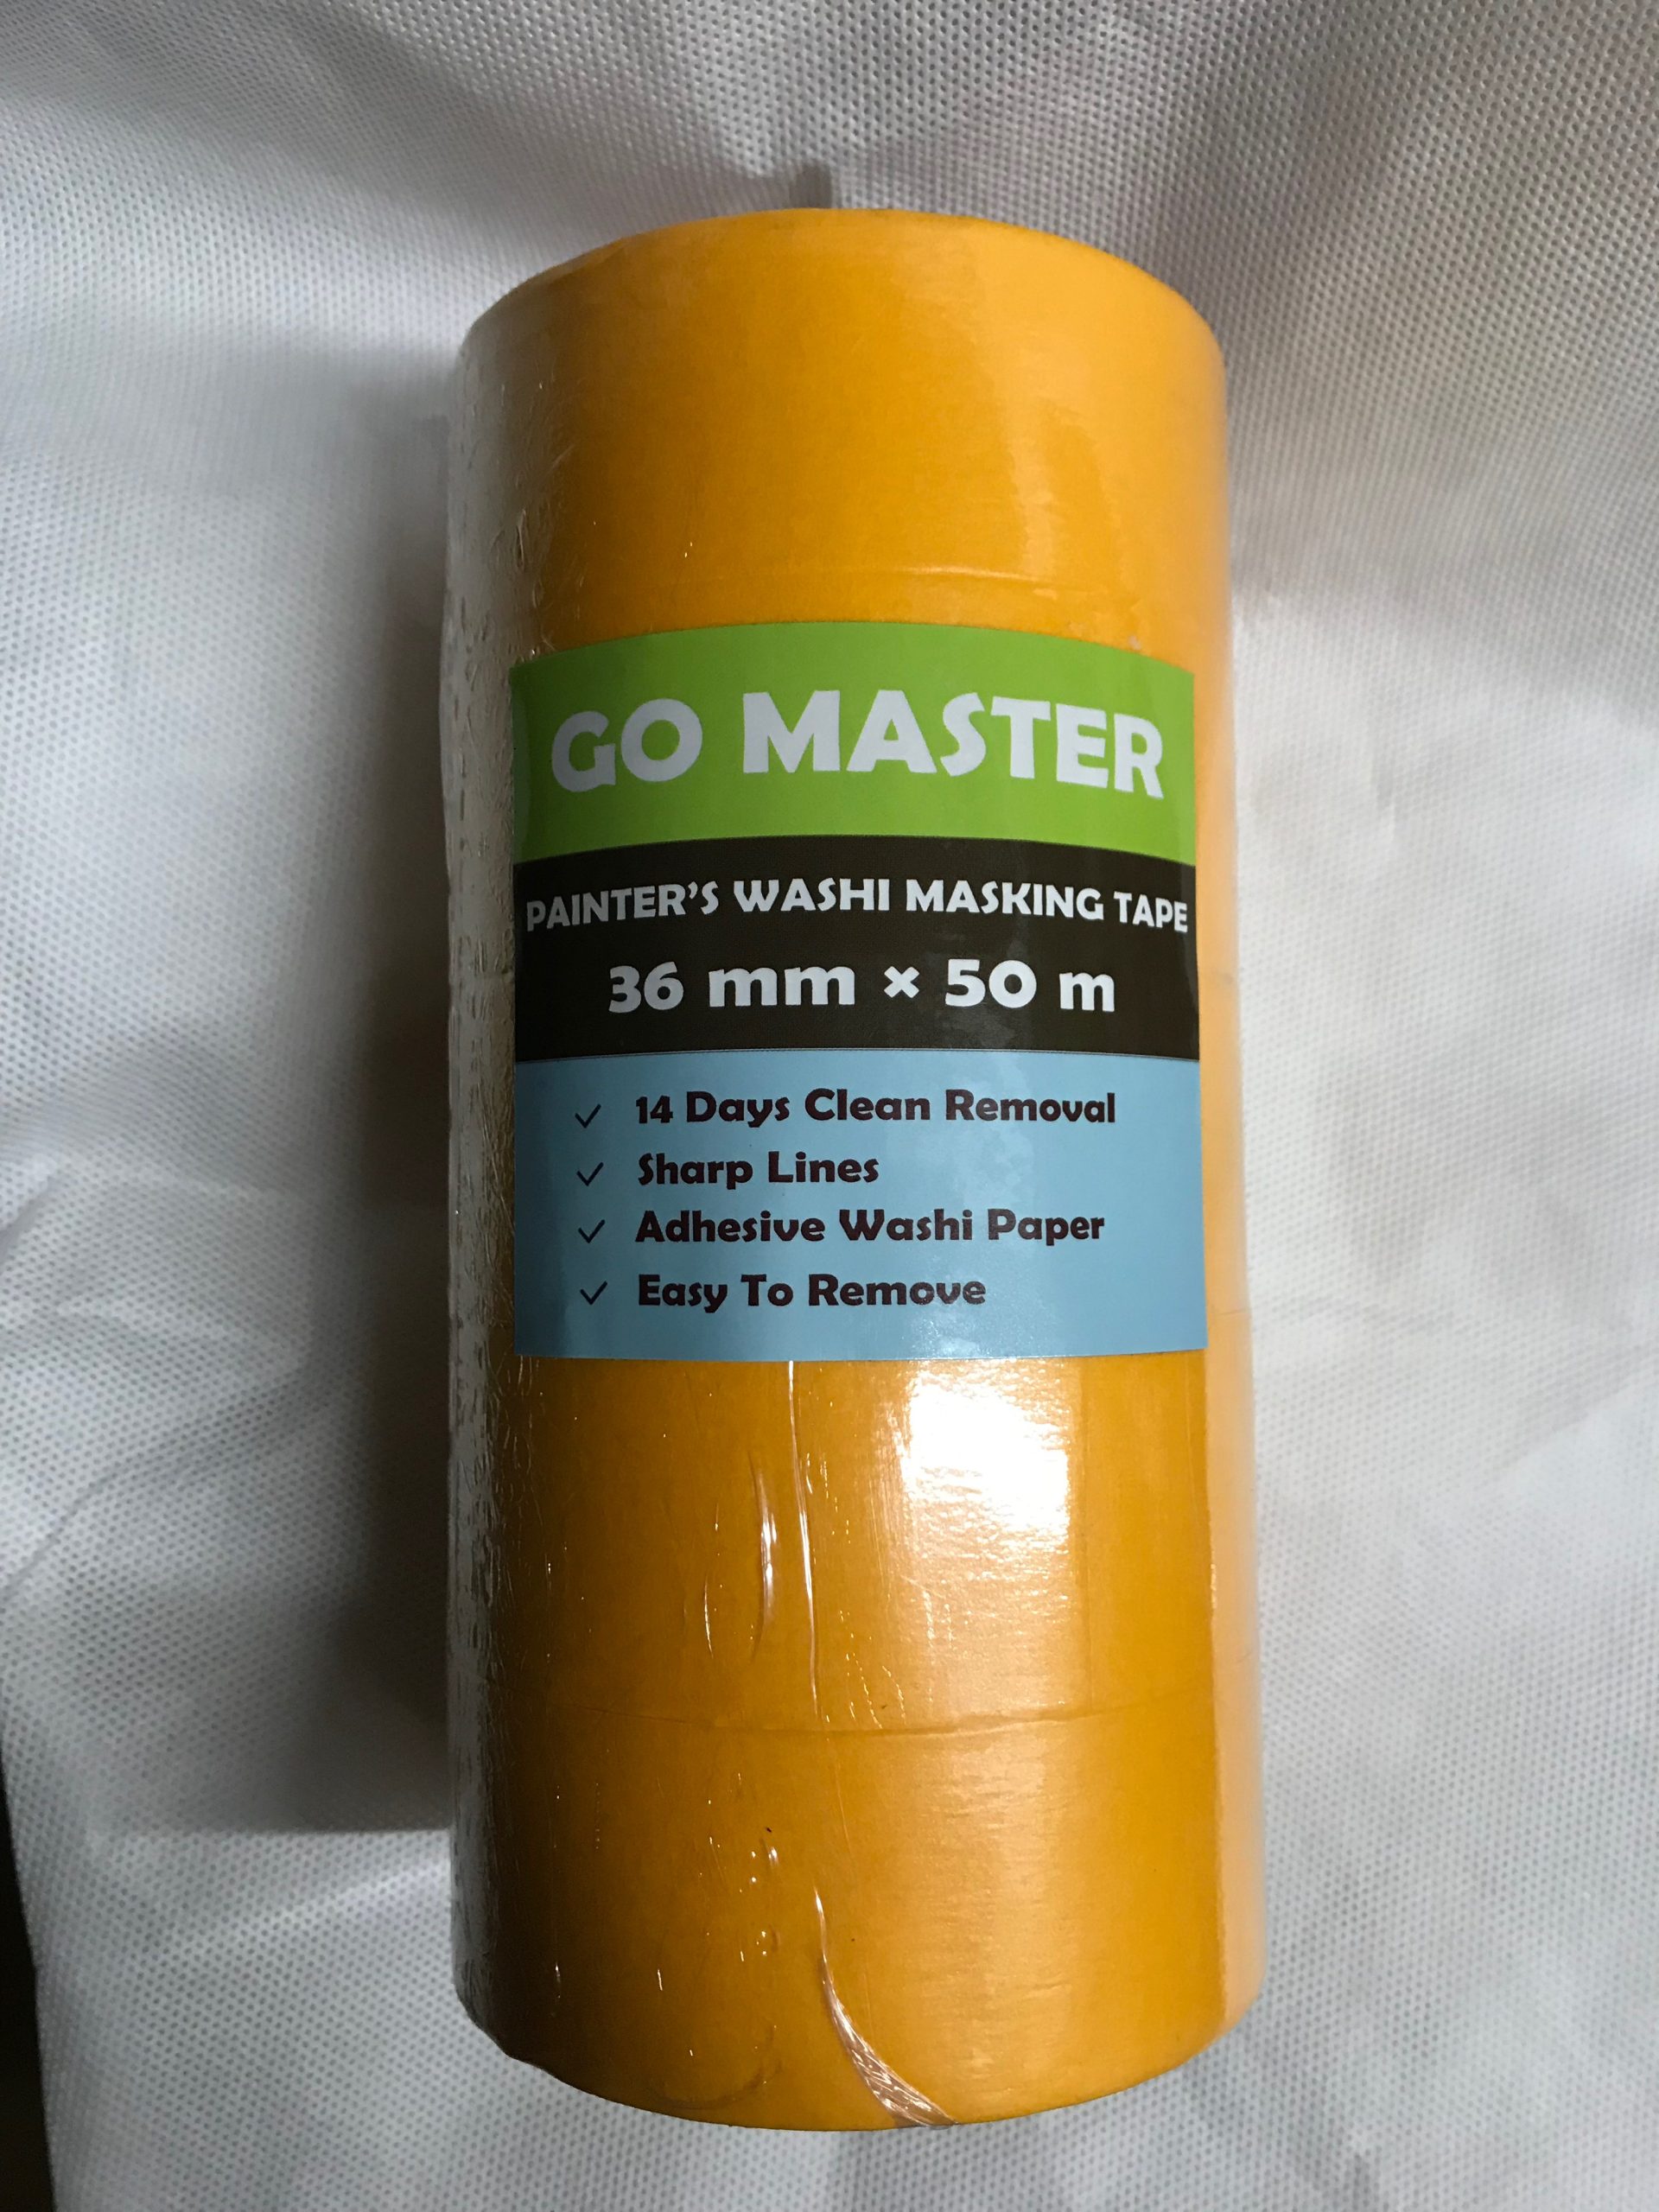 GO MASTER
PAINTER'S WASHI MASKING TAPE
36 mm × 50 m
✓ 14 Days Clean Removal
✓ Sharp Lines
✓ Adhesive Washi Paper
✓ Easy To Remove